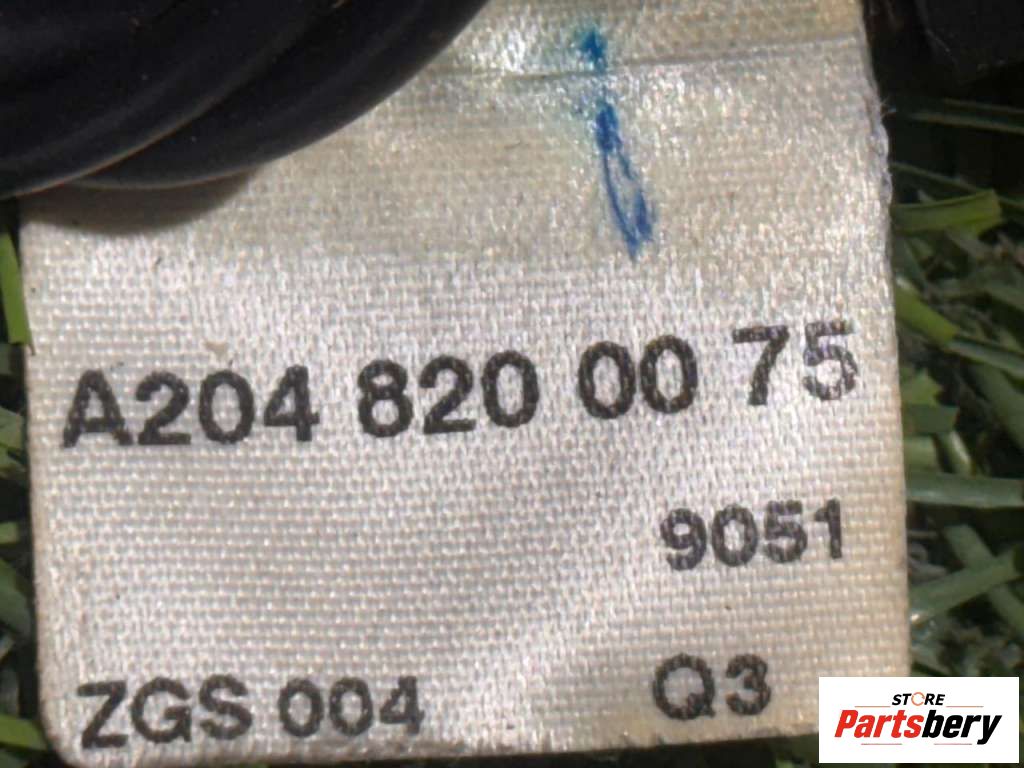 A204 820 00 75
9051
ZGS 004 Q3
STORE
Partsbery